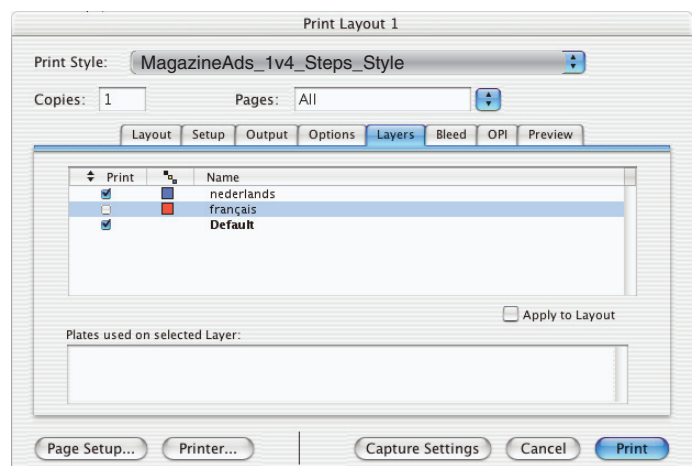 Print Layout 1
Print Style: MagazineAds_1v4_Steps_Style
Copies: 1 Pages: All
Layout Setup Output Options Layers Bleed OPI Preview
Print Name
nederlands
français
Default
Apply to Layout
Plates used on selected Layer:
Page Setup... Printer... Capture Settings Cancel Print